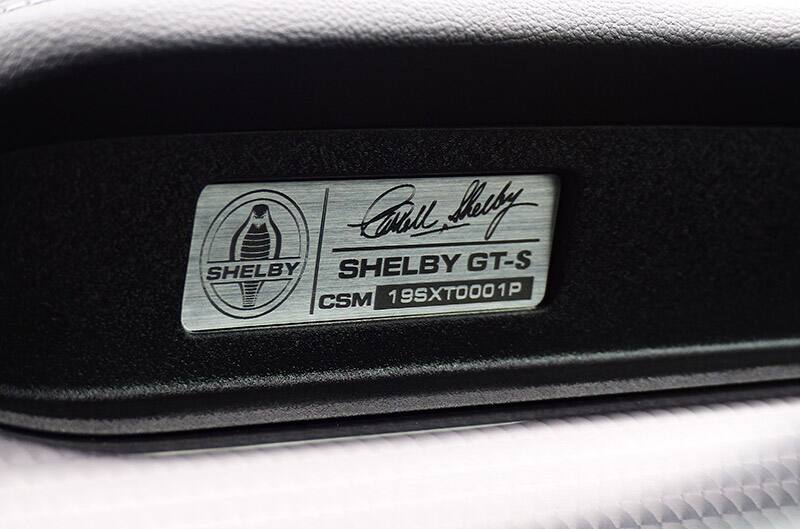 SHELBY
Carroll Shelby
SHELBY GT-S
CSM 19SXT0001P